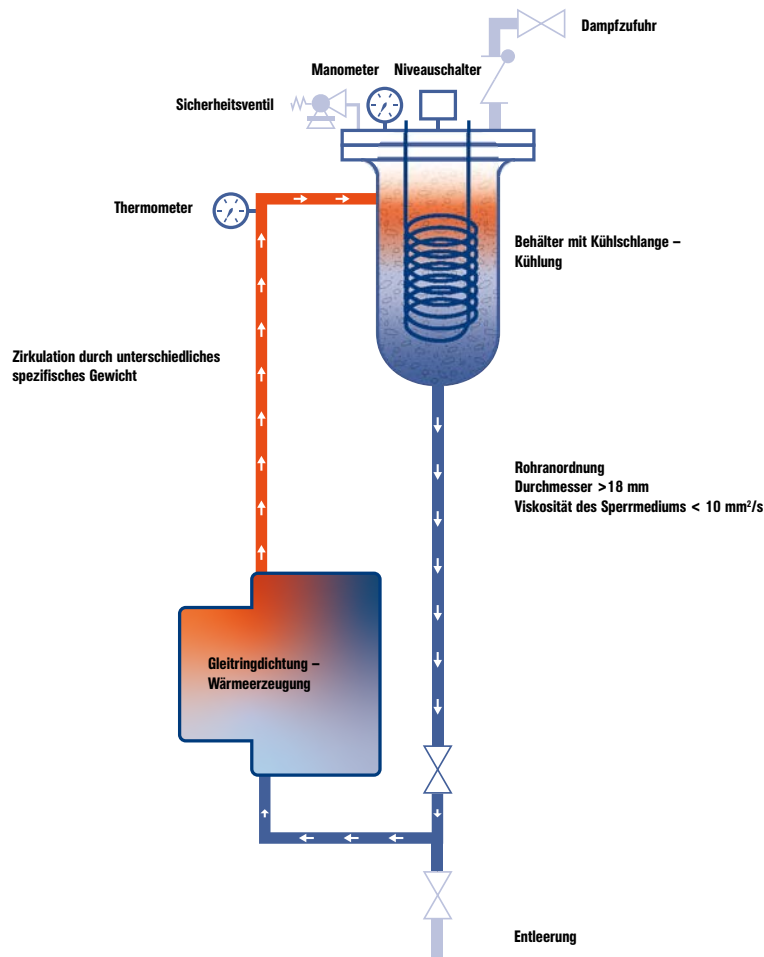 Dampfzufuhr
Manometer
Niveauschalter
Sicherheitsventil
Thermometer
Behälter mit Kühlschlange –
Kühlung
Zirkulation durch unterschiedliches
spezifisches Gewicht
Rohranordnung
Durchmesser >18 mm
Viskosität des Sperrmediums < 10 mm²/s
Gleitringdichtung –
Wärmeerzeugung
Entleerung